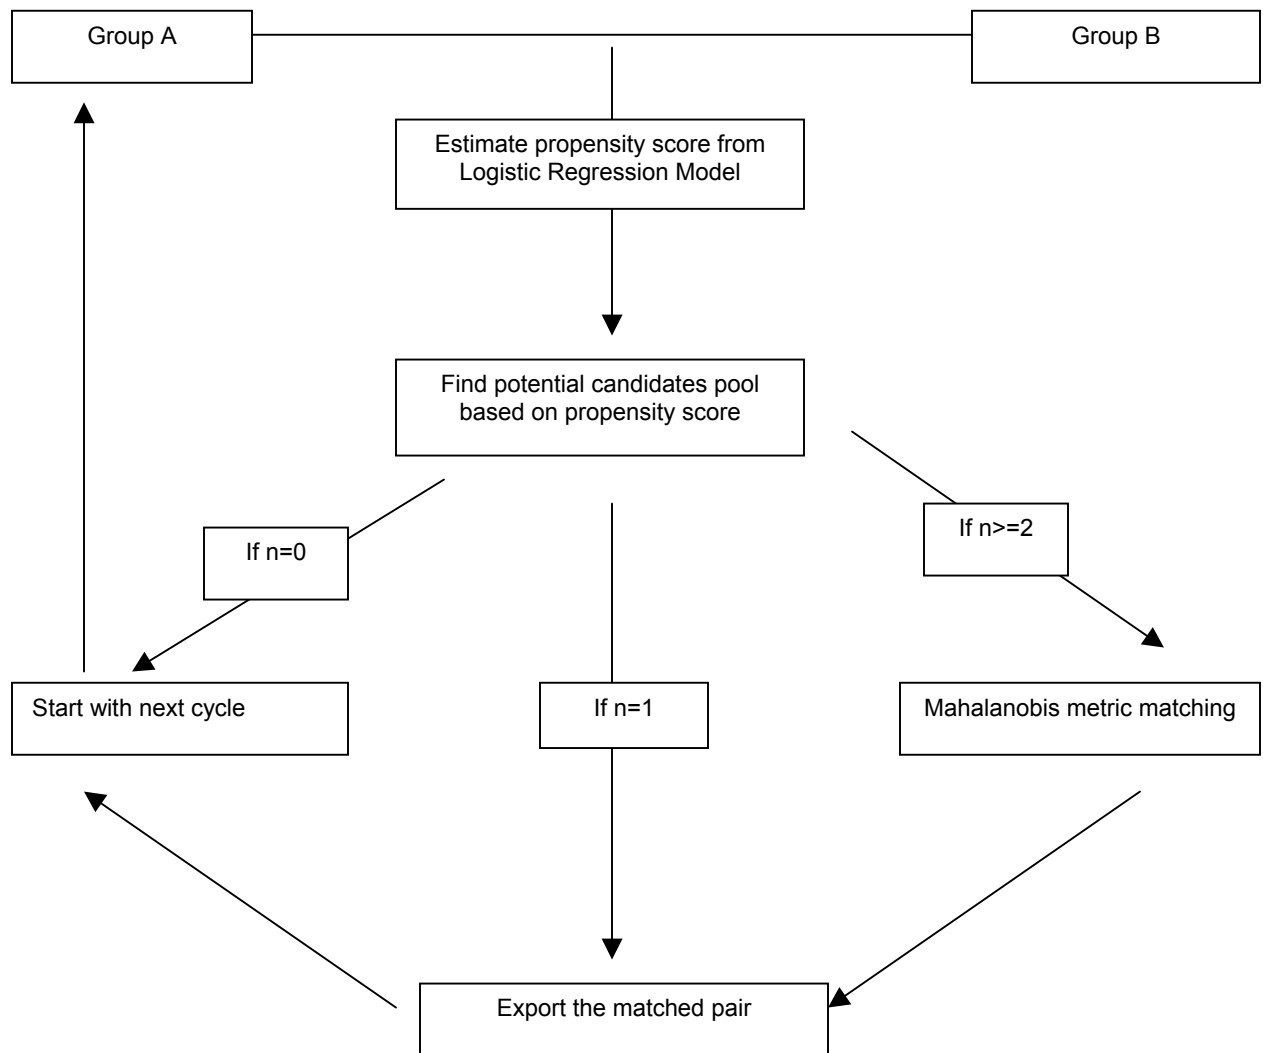 Group A
Group B
Estimate propensity score from
Logistic Regression Model
Find potential candidates pool
based on propensity score
If n=0
If n>=2
Start with next cycle
If n=1
Mahalanobis metric matching
Export the matched pair